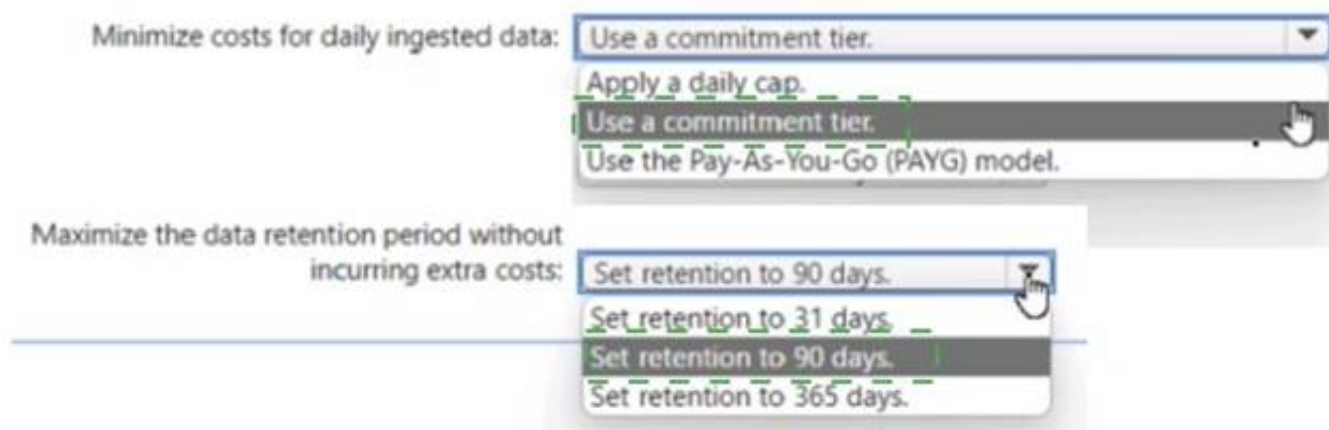 Minimize costs for daily ingested data: Use a commitment tier.
Apply a daily cap.
Use a commitment tier.
Use the Pay-As-You-Go (PAYG) model.
Maximize the data retention period without
incurring extra costs: Set retention to 90 days.
Set retention to 31 days.
Set retention to 90 days.
Set retention to 365 days.